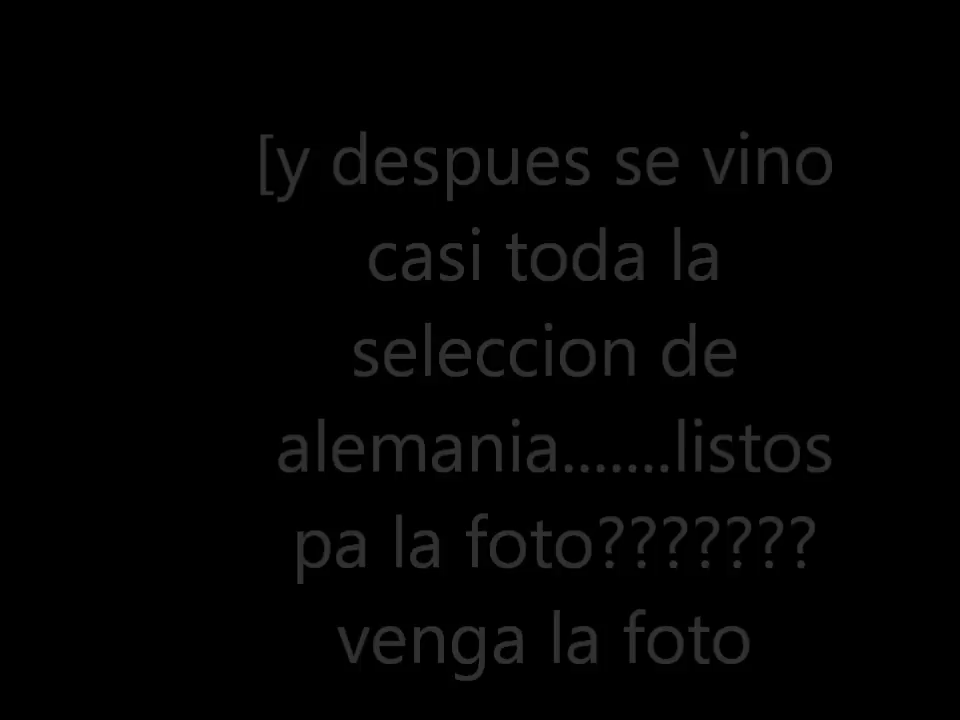 [y despues se vino
casi toda la
seleccion de
alemania.......listos
pa la foto???????
venga la foto